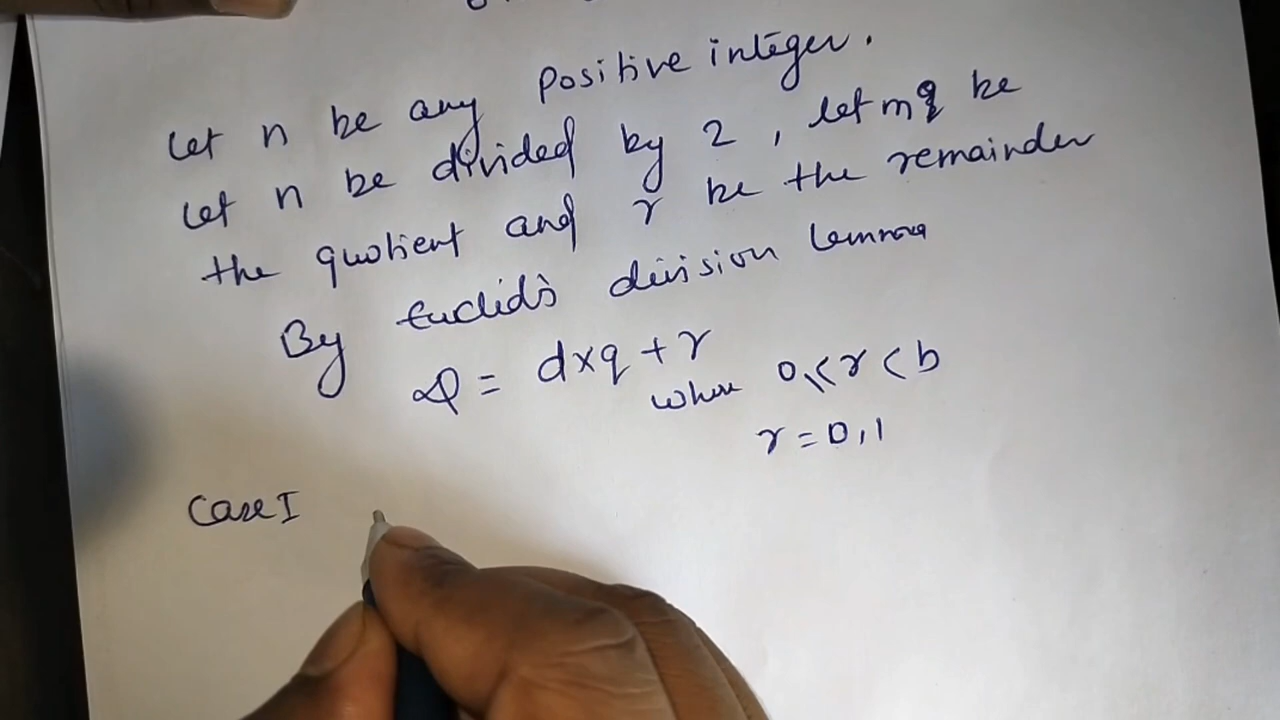 Let n be any positive integer.
Let n be divided by 2, let q be
the quotient and r be the remainder
By Euclid's division lemma
D = d×q + r
where 0 ≤ r < b
r = 0, 1
Case I